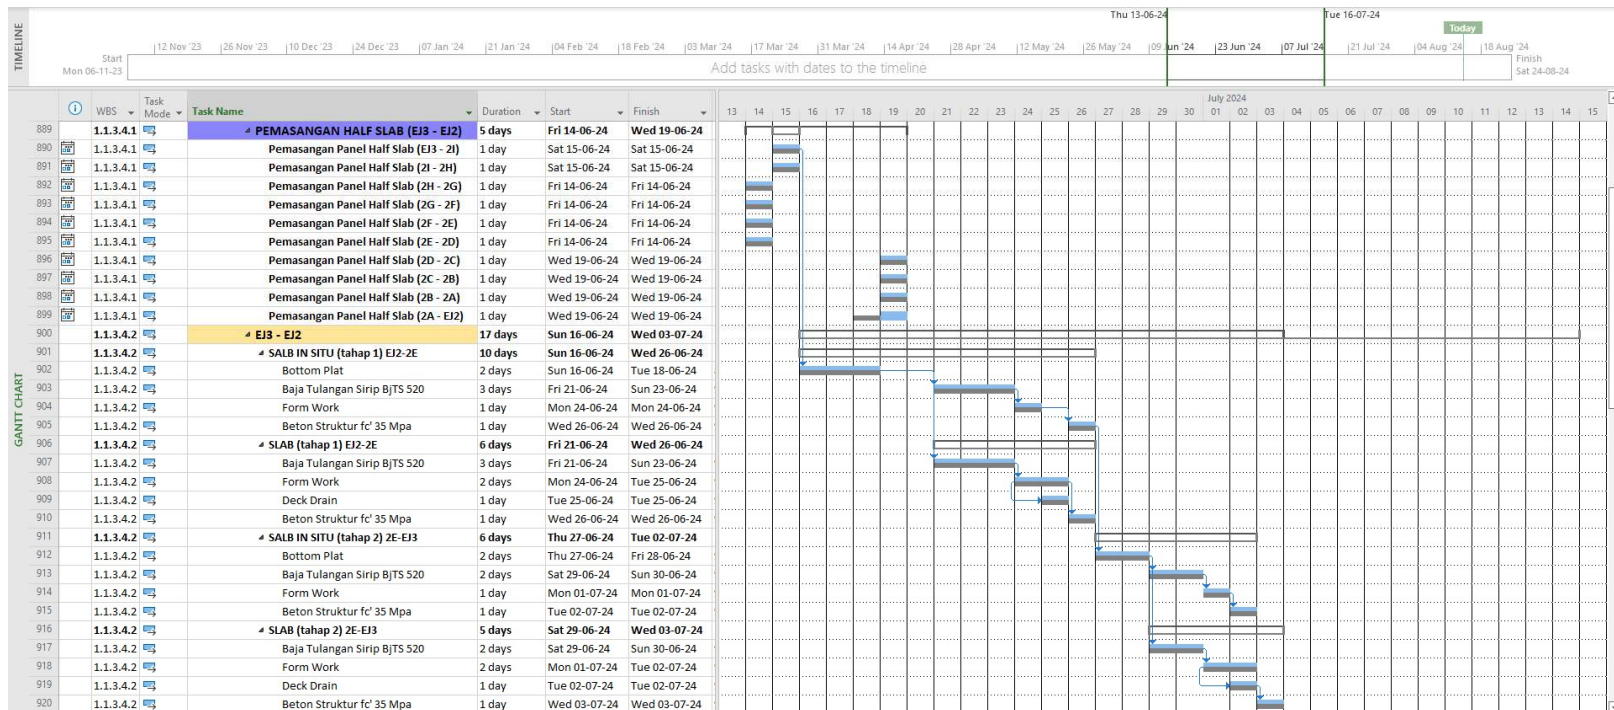 TIMELINE
Thu 13-06-24 Tue 16-07-24
Today
12 Nov '23 26 Nov '23 10 Dec '23 24 Dec '23 07 Jan '24 21 Jan '24 04 Feb '24 18 Feb '24 03 Mar '24 17 Mar '24 31 Mar '24 14 Apr '24 28 Apr '24 12 May '24 26 May '24 09 Jun '24 23 Jun '24 07 Jul '24 21 Jul '24 04 Aug '24 18 Aug '24
Start
Mon 06-11-23
Add tasks with dates to the timeline
Finish
Sat 24-08-24
GANTT CHART
WBS Task Mode Task Name Duration Start Finish
July 2024
13 14 15 16 17 18 19 20 21 22 23 24 25 26 27 28 29 30 01 02 03 04 05 06 07 08 09 10 11 12 13 14 15
889 1.1.3.4.1 PEMASANGAN HALF SLAB (EJ3 - EJ2) 5 days Fri 14-06-24 Wed 19-06-24
890 1.1.3.4.1 Pemasangan Panel Half Slab (EJ3 - 2I) 1 day Sat 15-06-24 Sat 15-06-24
891 1.1.3.4.1 Pemasangan Panel Half Slab (2I - 2H) 1 day Sat 15-06-24 Sat 15-06-24
892 1.1.3.4.1 Pemasangan Panel Half Slab (2H - 2G) 1 day Fri 14-06-24 Fri 14-06-24
893 1.1.3.4.1 Pemasangan Panel Half Slab (2G - 2F) 1 day Fri 14-06-24 Fri 14-06-24
894 1.1.3.4.1 Pemasangan Panel Half Slab (2F - 2E) 1 day Fri 14-06-24 Fri 14-06-24
895 1.1.3.4.1 Pemasangan Panel Half Slab (2E - 2D) 1 day Fri 14-06-24 Fri 14-06-24
896 1.1.3.4.1 Pemasangan Panel Half Slab (2D - 2C) 1 day Wed 19-06-24 Wed 19-06-24
897 1.1.3.4.1 Pemasangan Panel Half Slab (2C - 2B) 1 day Wed 19-06-24 Wed 19-06-24
898 1.1.3.4.1 Pemasangan Panel Half Slab (2B - 2A) 1 day Wed 19-06-24 Wed 19-06-24
899 1.1.3.4.1 Pemasangan Panel Half Slab (2A - EJ2) 1 day Wed 19-06-24 Wed 19-06-24
900 1.1.3.4.2 EJ3 - EJ2 17 days Sun 16-06-24 Wed 03-07-24
901 1.1.3.4.2 SALB IN SITU (tahap 1) EJ2-2E 10 days Sun 16-06-24 Wed 26-06-24
902 1.1.3.4.2 Bottom Plat 2 days Sun 16-06-24 Tue 18-06-24
903 1.1.3.4.2 Baja Tulangan Sirip BjTS 520 3 days Fri 21-06-24 Sun 23-06-24
904 1.1.3.4.2 Form Work 1 day Mon 24-06-24 Mon 24-06-24
905 1.1.3.4.2 Beton Struktur fc' 35 Mpa 1 day Wed 26-06-24 Wed 26-06-24
906 1.1.3.4.2 SLAB (tahap 1) EJ2-2E 6 days Fri 21-06-24 Wed 26-06-24
907 1.1.3.4.2 Baja Tulangan Sirip BjTS 520 3 days Fri 21-06-24 Sun 23-06-24
908 1.1.3.4.2 Form Work 2 days Mon 24-06-24 Tue 25-06-24
909 1.1.3.4.2 Deck Drain 1 day Tue 25-06-24 Tue 25-06-24
910 1.1.3.4.2 Beton Struktur fc' 35 Mpa 1 day Wed 26-06-24 Wed 26-06-24
911 1.1.3.4.2 SALB IN SITU (tahap 2) 2E-EJ3 6 days Thu 27-06-24 Tue 02-07-24
912 1.1.3.4.2 Bottom Plat 2 days Thu 27-06-24 Fri 28-06-24
913 1.1.3.4.2 Baja Tulangan Sirip BjTS 520 2 days Sat 29-06-24 Sun 30-06-24
914 1.1.3.4.2 Form Work 1 day Mon 01-07-24 Mon 01-07-24
915 1.1.3.4.2 Beton Struktur fc' 35 Mpa 1 day Tue 02-07-24 Tue 02-07-24
916 1.1.3.4.2 SLAB (tahap 2) 2E-EJ3 5 days Sat 29-06-24 Wed 03-07-24
917 1.1.3.4.2 Baja Tulangan Sirip BjTS 520 2 days Sat 29-06-24 Sun 30-06-24
918 1.1.3.4.2 Form Work 2 days Mon 01-07-24 Tue 02-07-24
919 1.1.3.4.2 Deck Drain 1 day Tue 02-07-24 Tue 02-07-24
920 1.1.3.4.2 Beton Struktur fc' 35 Mpa 1 day Wed 03-07-24 Wed 03-07-24